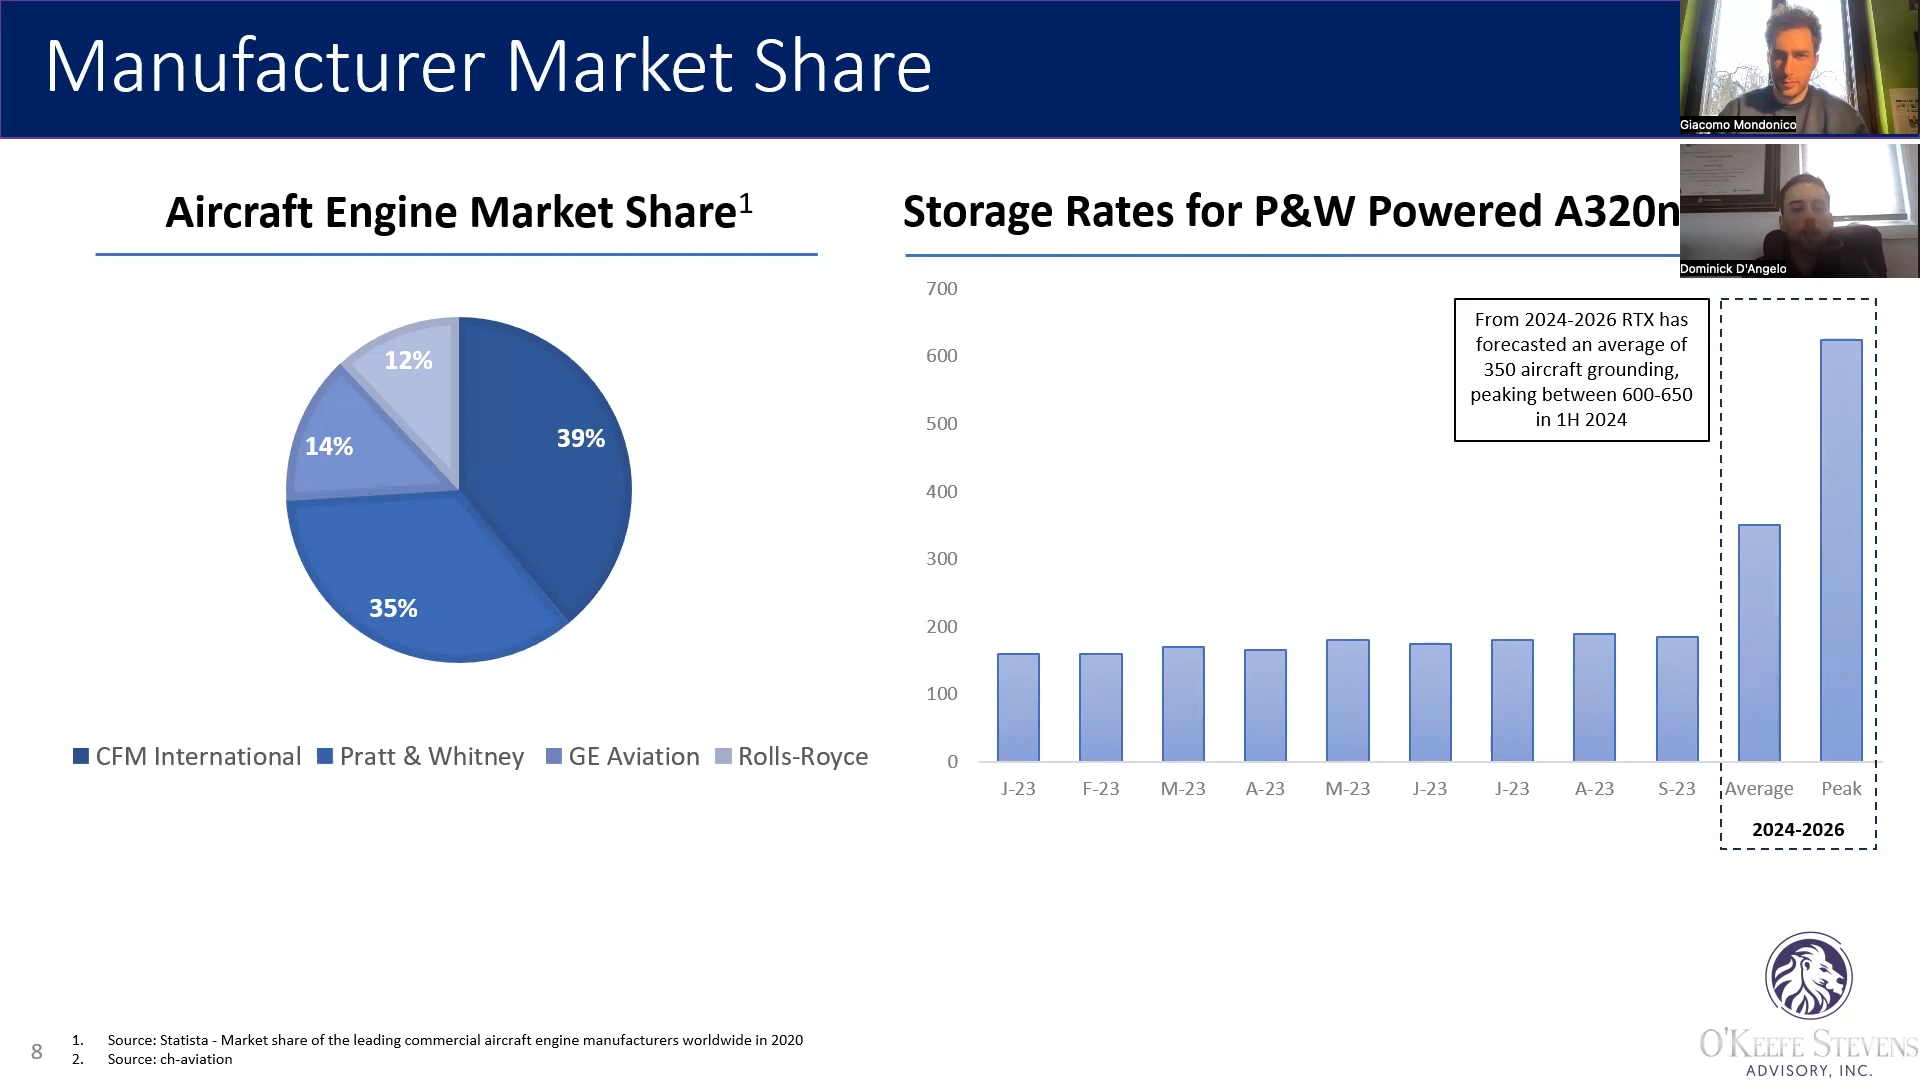 Manufacturer Market Share
Giacomo Mondonico
Dominick D'Angelo
Aircraft Engine Market Share1
12%
39%
14%
35%
CFM International Pratt & Whitney GE Aviation Rolls-Royce
Storage Rates for P&W Powered A320n
700
600
500
400
300
200
100
0
From 2024-2026 RTX has
forecasted an average of
350 aircraft grounding,
peaking between 600-650
in 1H 2024
J-23 F-23 M-23 A-23 M-23 J-23 J-23 A-23 S-23 Average Peak
2024-2026
8
1. Source: Statista - Market share of the leading commercial aircraft engine manufacturers worldwide in 2020
2. Source: ch-aviation
O'KEEFE STEVENS
ADVISORY, INC.